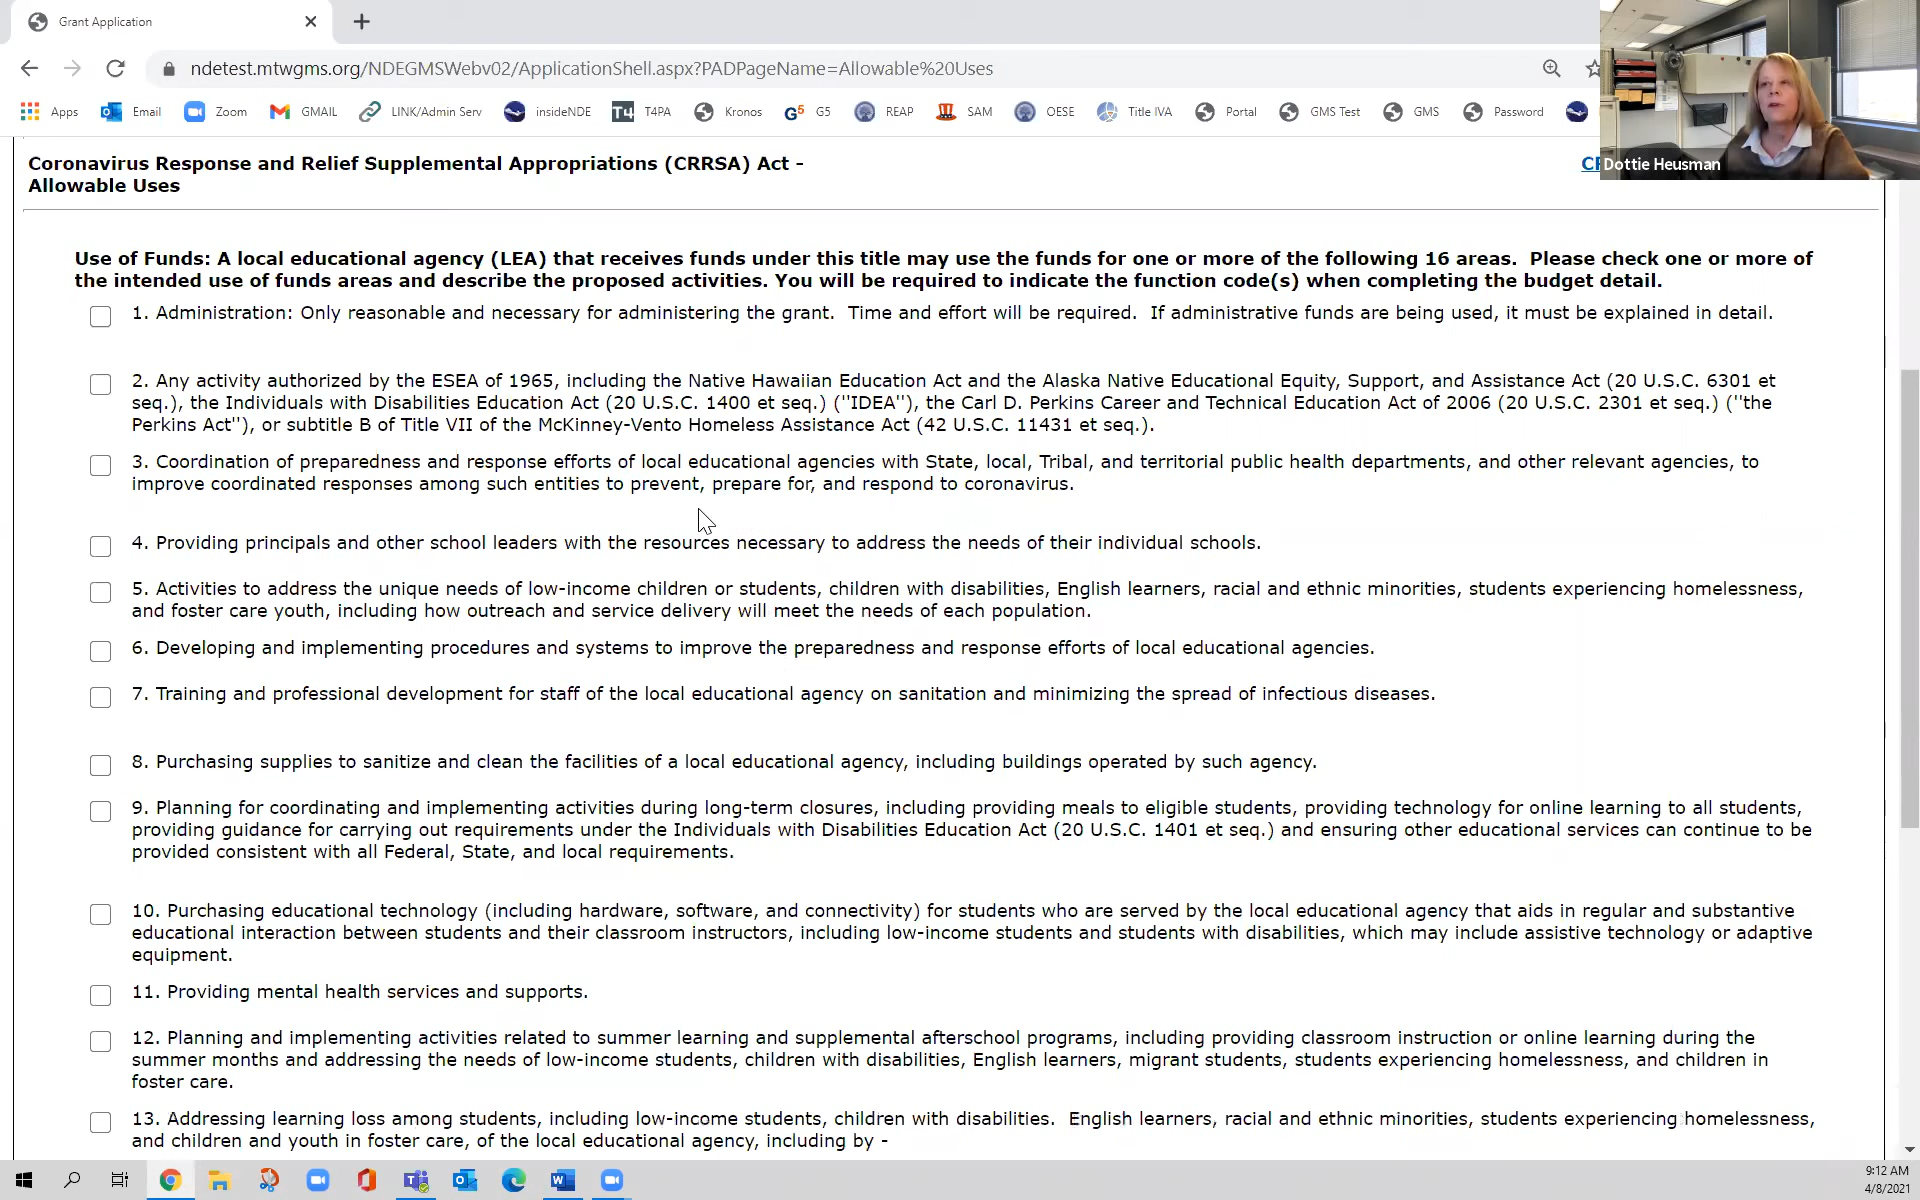 Grant Application
ndetest.mtwgms.org/NDEGMSWebv02/ApplicationShell.aspx?PADPageName=Allowable%20Uses
Apps Email Zoom GMAIL LINK/Admin Serv insideNDE T4 T4PA Kronos G5 G5 REAP SAM OESE Title IVA Portal GMS Test GMS Password
Dottie Heusman
Coronavirus Response and Relief Supplemental Appropriations (CRRSA) Act -
Allowable Uses
Use of Funds: A local educational agency (LEA) that receives funds under this title may use the funds for one or more of the following 16 areas.  Please check one or more of
the intended use of funds areas and describe the proposed activities. You will be required to indicate the function code(s) when completing the budget detail.
1. Administration: Only reasonable and necessary for administering the grant.  Time and effort will be required.  If administrative funds are being used, it must be explained in detail.
2. Any activity authorized by the ESEA of 1965, including the Native Hawaiian Education Act and the Alaska Native Educational Equity, Support, and Assistance Act (20 U.S.C. 6301 et
seq.), the Individuals with Disabilities Education Act (20 U.S.C. 1400 et seq.) (''IDEA''), the Carl D. Perkins Career and Technical Education Act of 2006 (20 U.S.C. 2301 et seq.) (''the
Perkins Act''), or subtitle B of Title VII of the McKinney-Vento Homeless Assistance Act (42 U.S.C. 11431 et seq.).
3. Coordination of preparedness and response efforts of local educational agencies with State, local, Tribal, and territorial public health departments, and other relevant agencies, to
improve coordinated responses among such entities to prevent, prepare for, and respond to coronavirus.
4. Providing principals and other school leaders with the resources necessary to address the needs of their individual schools.
5. Activities to address the unique needs of low-income children or students, children with disabilities, English learners, racial and ethnic minorities, students experiencing homelessness,
and foster care youth, including how outreach and service delivery will meet the needs of each population.
6. Developing and implementing procedures and systems to improve the preparedness and response efforts of local educational agencies.
7. Training and professional development for staff of the local educational agency on sanitation and minimizing the spread of infectious diseases.
8. Purchasing supplies to sanitize and clean the facilities of a local educational agency, including buildings operated by such agency.
9. Planning for coordinating and implementing activities during long-term closures, including providing meals to eligible students, providing technology for online learning to all students,
providing guidance for carrying out requirements under the Individuals with Disabilities Education Act (20 U.S.C. 1401 et seq.) and ensuring other educational services can continue to be
provided consistent with all Federal, State, and local requirements.
10. Purchasing educational technology (including hardware, software, and connectivity) for students who are served by the local educational agency that aids in regular and substantive
educational interaction between students and their classroom instructors, including low-income students and students with disabilities, which may include assistive technology or adaptive
equipment.
11. Providing mental health services and supports.
12. Planning and implementing activities related to summer learning and supplemental afterschool programs, including providing classroom instruction or online learning during the
summer months and addressing the needs of low-income students, children with disabilities, English learners, migrant students, students experiencing homelessness, and children in
foster care.
13. Addressing learning loss among students, including low-income students, children with disabilities.  English learners, racial and ethnic minorities, students experiencing homelessness,
and children and youth in foster care, of the local educational agency, including by -
9:12 AM
4/8/2021